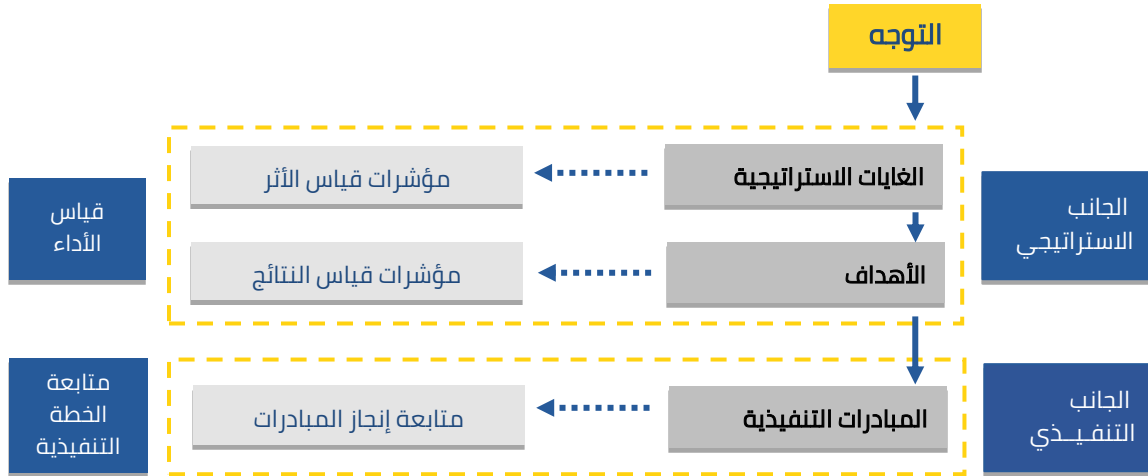 التوجه
الجانب
الاستراتيجي
الغايات الاستراتيجية
مؤشرات قياس الأثر
الأهداف
مؤشرات قياس النتائج
قياس
الأداء
الجانب
التنفيــذي
المبادرات التنفيذية
متابعة إنجاز المبادرات
متابعة
الخطة
التنفيذية